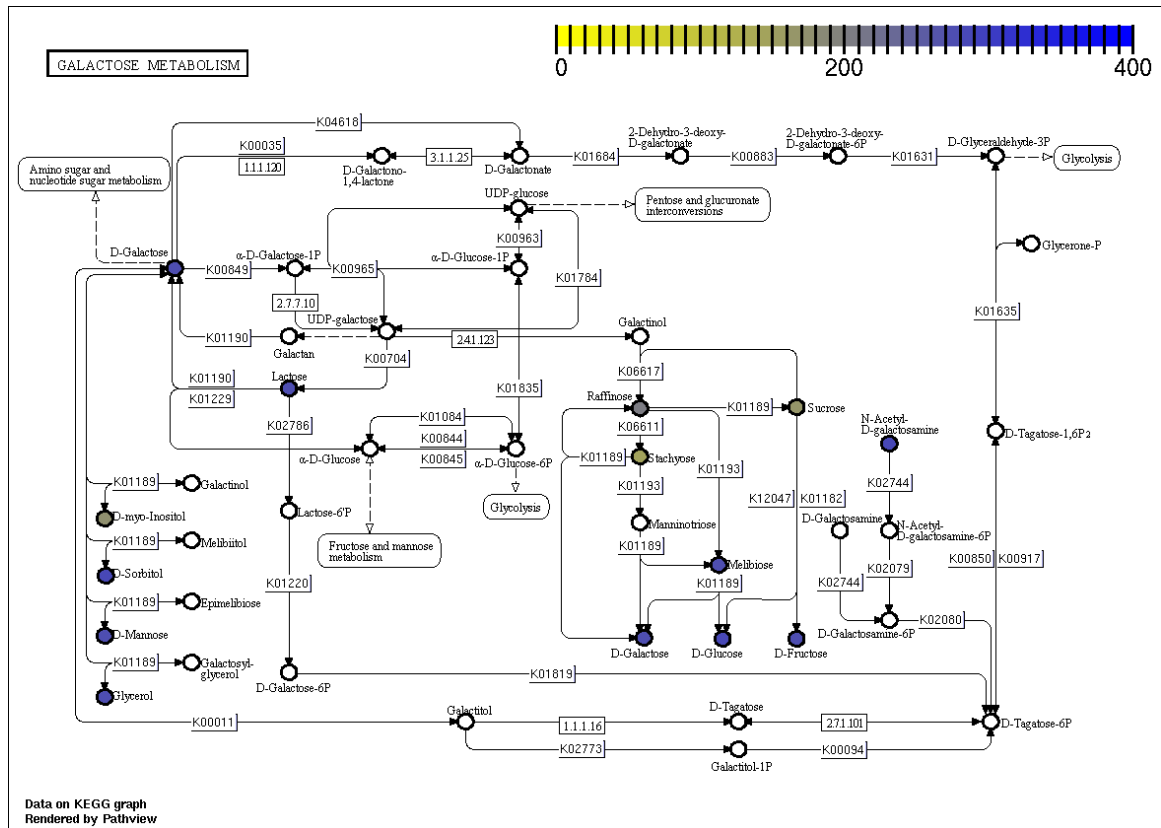 0 200 400
GALACTOSE METABOLISM
K04618
K00035
1.1.1.120
D-Galactono-
1,4-lactone
3.1.1.25
D-Galactonate
K01684
2-Dehydro-3-deoxy-
D-galactonate
K00883
2-Dehydro-3-deoxy-
D-galactonate-6P
K01631
D-Glyceraldehyde-3P
Glycolysis
Amino sugar and
nucleotide sugar metabolism
UDP-glucose
Pentose and glucuronate
interconversions
K00963
D-Galactose
K00849
α-D-Galactose-1P
K00965
α-D-Glucose-1P
K01784
Glycerone-P
2.7.7.10
UDP-galactose
K01635
K01190
Galactan
2.4.1.123
Galactinol
K00704
K01190
K01229
Lactose
K01835
K06617
Raffinose
K01189
Sucrose
K02786
K01084
K00844
K00845
α-D-Glucose
α-D-Glucose-6P
K06611
K01189
Stachyose
K01193
N-Acetyl-
D-galactosamine
D-Tagatose-1,6P2
K01189
Galactinol
K01193
K02744
D-myo-Inositol
Lactose-6'P
Glycolysis
Manninotriose
K12047
K01182
D-Galactosamine
N-Acetyl-
D-galactosamine-6P
K01189
Melibiitol
Fructose and mannose
metabolism
K01189
K00850
K00917
D-Sorbitol
K01220
Melibiose
K01189
K02744
K02079
K01189
Epimelibiose
D-Mannose
D-Galactose
D-Glucose
D-Fructose
D-Galactosamine-6P
K02080
K01189
Galactosyl-
glycerol
Glycerol
D-Galactose-6P
K01819
K00011
Galactitol
1.1.1.16
D-Tagatose
2.7.1.101
D-Tagatose-6P
K02773
Galactitol-1P
K00094
Data on KEGG graph
Rendered by Pathview